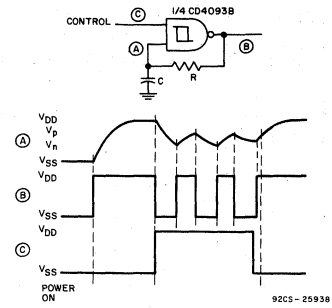 CONTROL
C
1/4 CD4093B
A
B
C
R
A
VDD
Vp
Vn
VSS
B
VDD
VSS
C
VDD
VSS
POWER
ON
92CS-25938